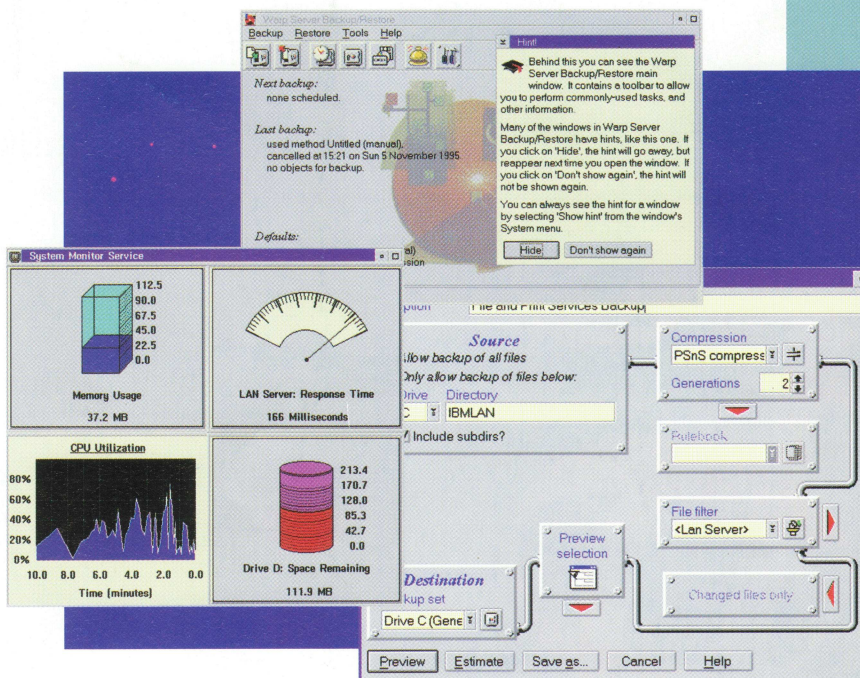 Warp Server Backup/Restore
Backup Restore Tools Help
Next backup:
none scheduled.
Last backup:
used method Untitled (manual),
cancelled at 15:21 on Sun 5 November 1995.
no objects for backup.
Defaults:
Hint!
Behind this you can see the Warp
Server Backup/Restore main
window. It contains a toolbar to allow
you to perform commonly-used tasks, and
other information.
Many of the windows in Warp Server
Backup/Restore have hints, like this one. If
you click on 'Hide', the hint will go away, but
reappear next time you open the window. If
you click on 'Don't show again', the hint will
not be shown again.
You can always see the hint for a window
by selecting 'Show hint' from the window's
System menu.
Hide Don't show again
System Monitor Service
112.5
90.0
67.5
45.0
22.5
0.0
Memory Usage
37.2 MB
LAN Server: Response Time
166 Milliseconds
CPU Utilization
80%
60%
40%
20%
0%
10.0 8.0 6.0 4.0 2.0 0.0
Time (minutes)
213.4
170.7
128.0
85.3
42.7
0.0
Drive D: Space Remaining
111.9 MB
File and Print Services Backup
Source
Allow backup of all files
Only allow backup of files below:
Drive Directory
C IBMLAN
Include subdirs?
Compression
PSnS compress
Generations 2
Rulebook
File filter
<Lan Server>
Changed files only
Preview
selection
Destination
Drive C (Gene
Preview Estimate Save as... Cancel Help